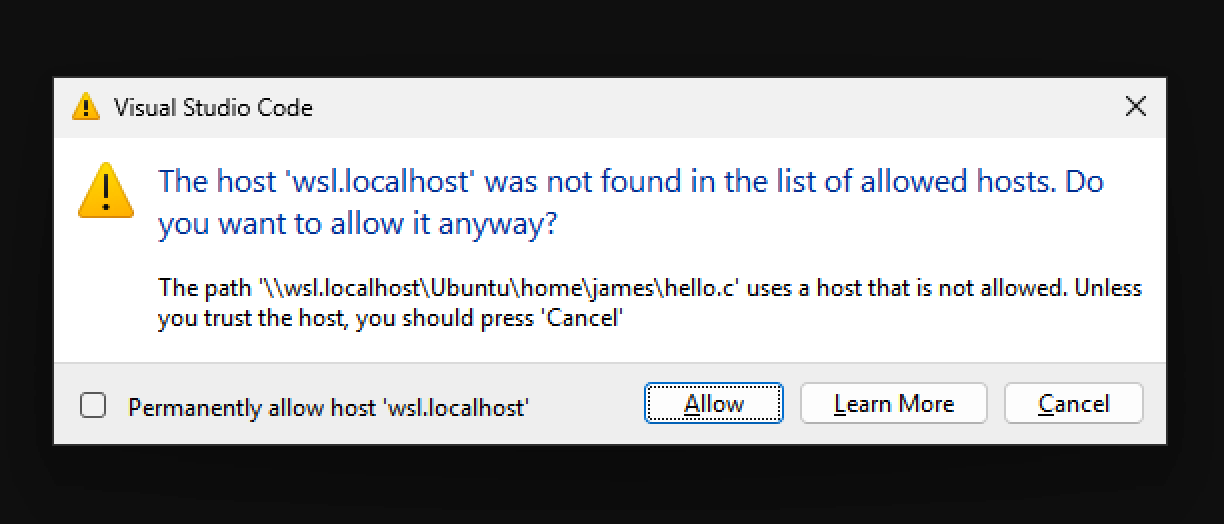 Visual Studio Code
The host 'wsl.localhost' was not found in the list of allowed hosts. Do
you want to allow it anyway?
The path '\\wsl.localhost\Ubuntu\home\james\hello.c' uses a host that is not allowed. Unless
you trust the host, you should press 'Cancel'
Permanently allow host 'wsl.localhost' Allow Learn More Cancel